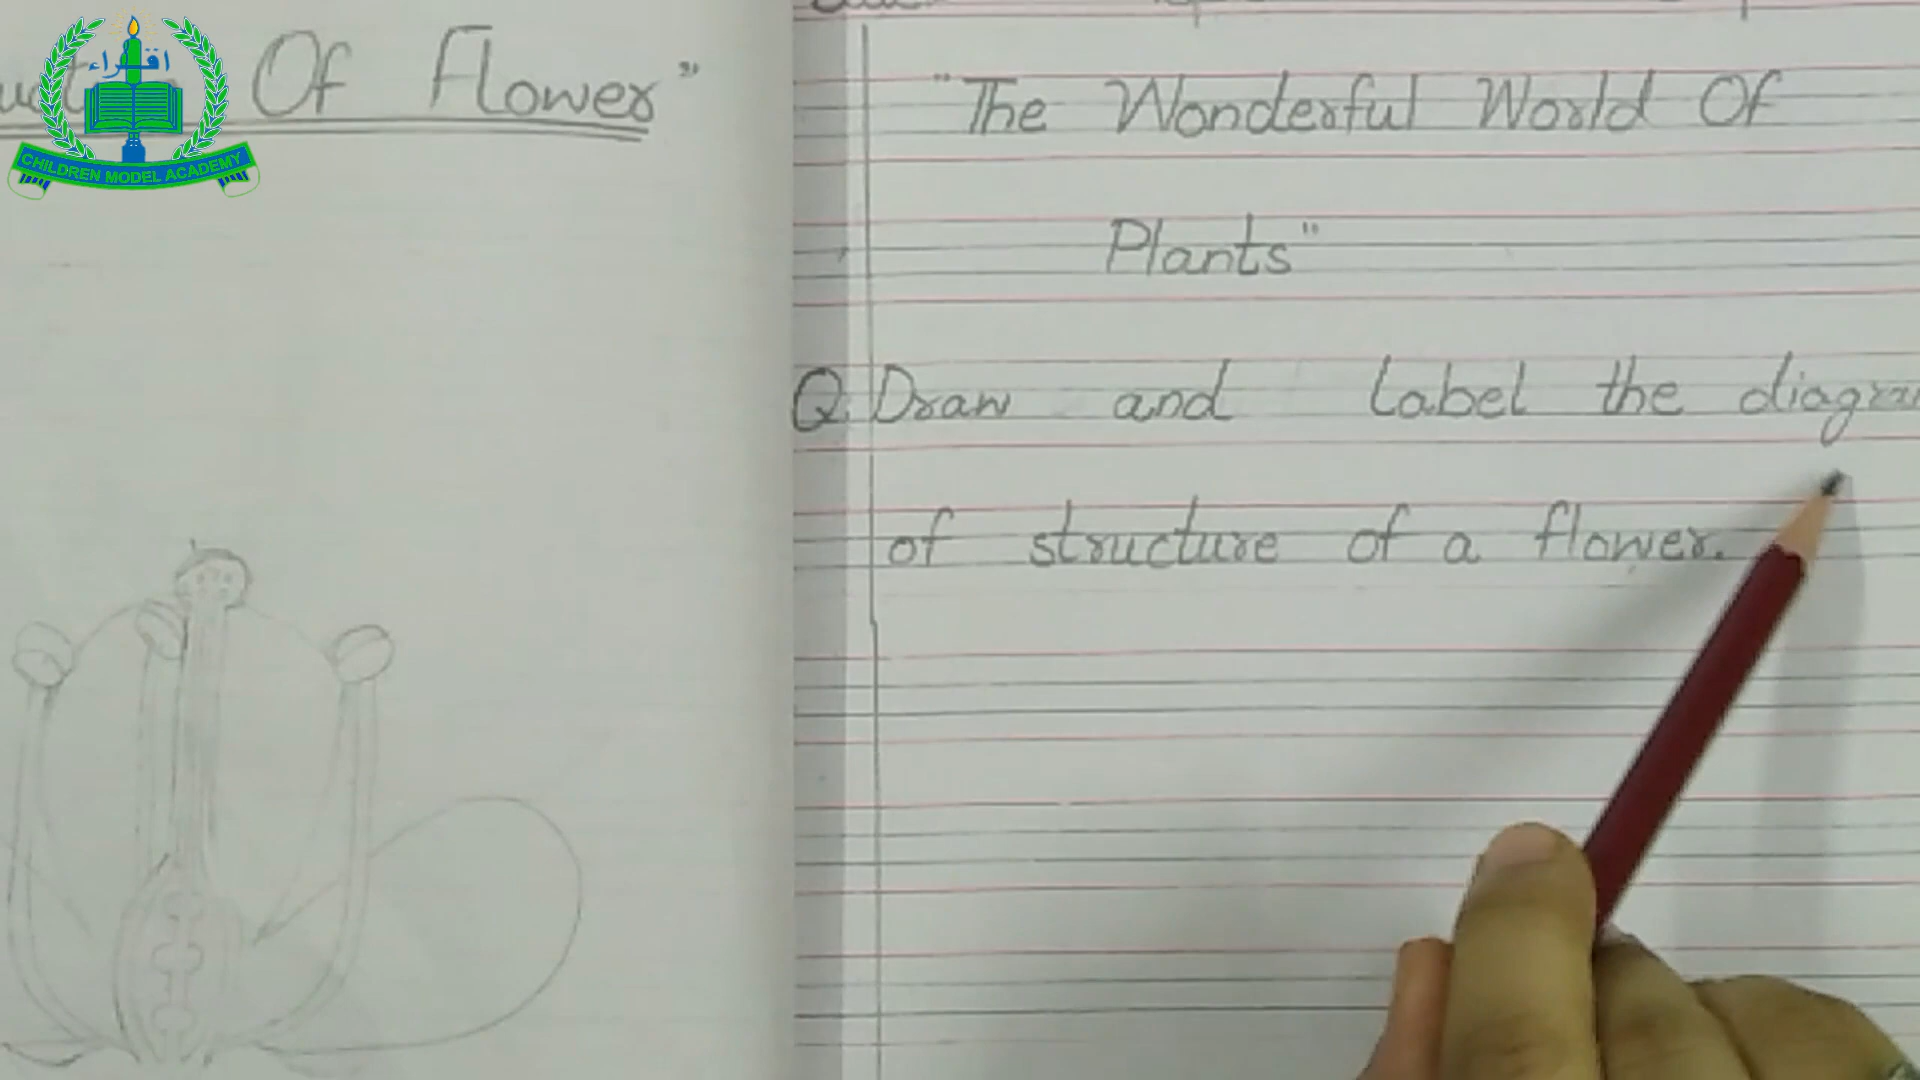 اقراء
CHILDREN MODEL ACADEMY
Of Flower"
"The Wonderful World Of
Plants"
Q. Draw and label the
of structure of a flower.